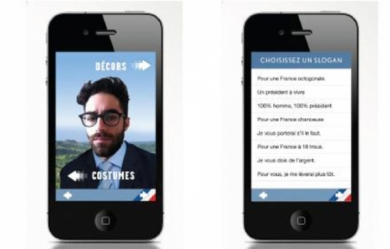 DÉCORS
COSTUMES
CHOISISSEZ UN SLOGAN
Pour une France octogonale.
Un président à vivre
100% homme, 100% président
Pour une France chanceuse
Je vous porterai s'il le faut.
Pour une France à 18 trous.
Je vous dois de l'argent.
Pour vous, je me lèverai plus tôt.